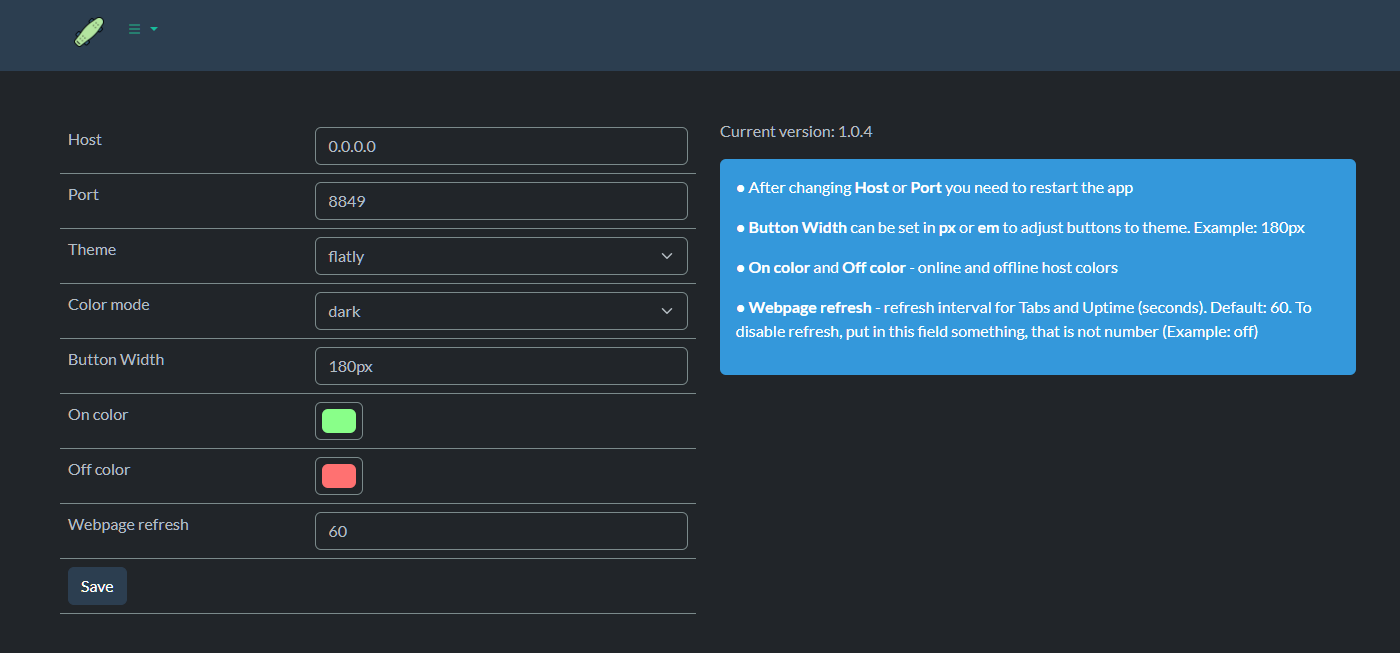 Host
0.0.0.0
Port
8849
Theme
flatly
Color mode
dark
Button Width
180px
On color
Off color
Webpage refresh
60
Save
Current version: 1.0.4
● After changing Host or Port you need to restart the app
● Button Width can be set in px or em to adjust buttons to theme. Example: 180px
● On color and Off color - online and offline host colors
● Webpage refresh - refresh interval for Tabs and Uptime (seconds). Default: 60. To
disable refresh, put in this field something, that is not number (Example: off)